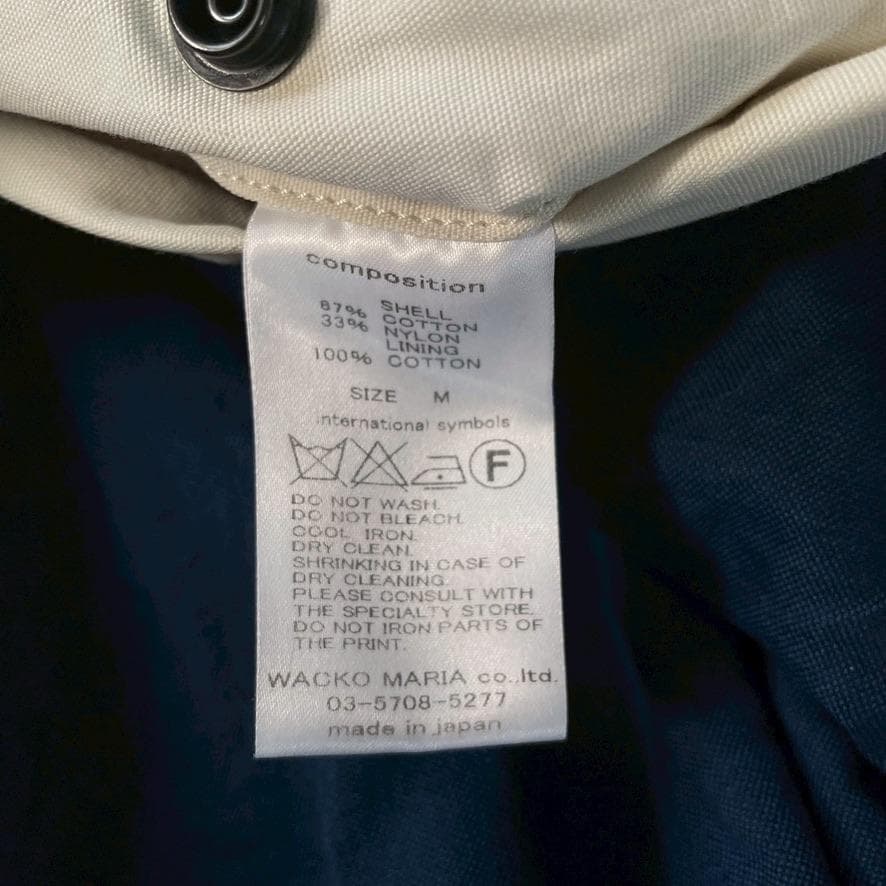 composition
SHELL
87% COTTON
33% NYLON
LINING
100% COTTON
SIZE M
international symbols
F
DO NOT WASH.
DO NOT BLEACH.
COOL IRON.
DRY CLEAN.
SHRINKING IN CASE OF
DRY CLEANING.
PLEASE CONSULT WITH
THE SPECIALTY STORE.
DO NOT IRON PARTS OF
THE PRINT.
WACKO MARIA co.,ltd.
03-5708-5277
made in japan